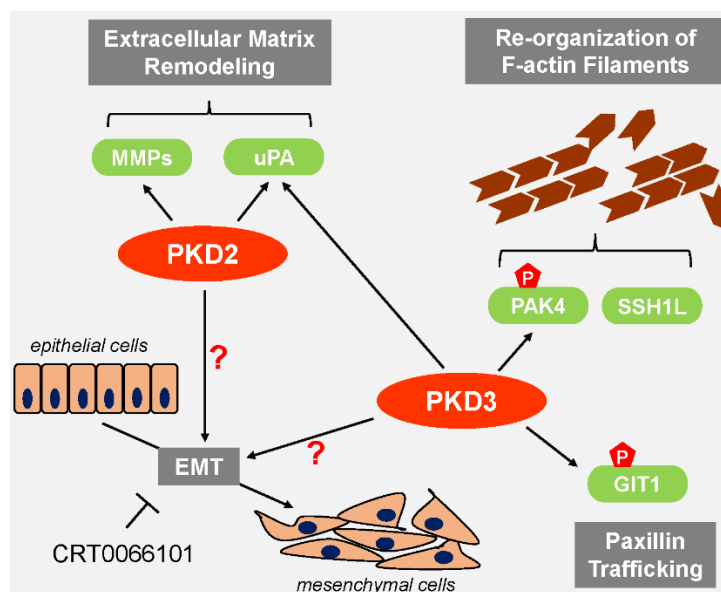 Extracellular Matrix
Remodeling
Re-organization of
F-actin Filaments
MMPs
uPA
PKD2
P
PAK4
SSH1L
epithelial cells
?
PKD3
?
EMT
P
GIT1
CRT0066101
mesenchymal cells
Paxillin
Trafficking